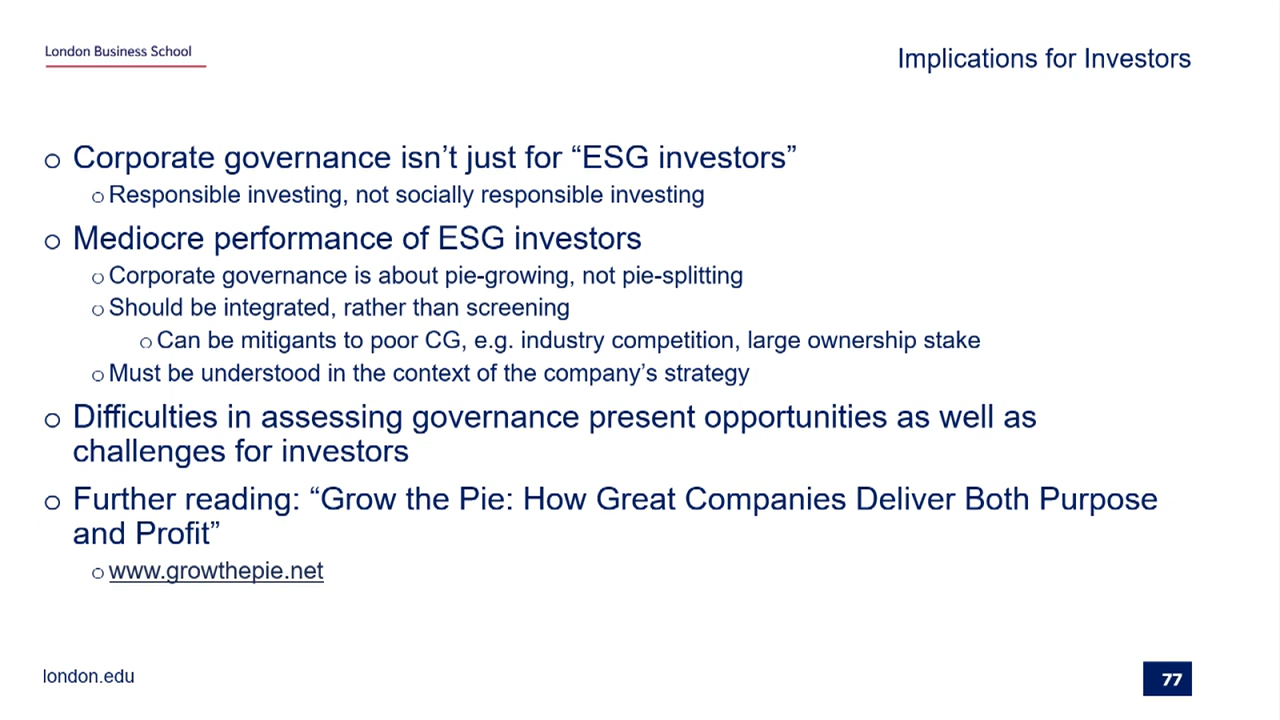 London Business School
Implications for Investors
o Corporate governance isn’t just for “ESG investors”
o Responsible investing, not socially responsible investing
o Mediocre performance of ESG investors
o Corporate governance is about pie-growing, not pie-splitting
o Should be integrated, rather than screening
o Can be mitigants to poor CG, e.g. industry competition, large ownership stake
o Must be understood in the context of the company’s strategy
o Difficulties in assessing governance present opportunities as well as
challenges for investors
o Further reading: “Grow the Pie: How Great Companies Deliver Both Purpose
and Profit”
o www.growthepie.net
london.edu
77